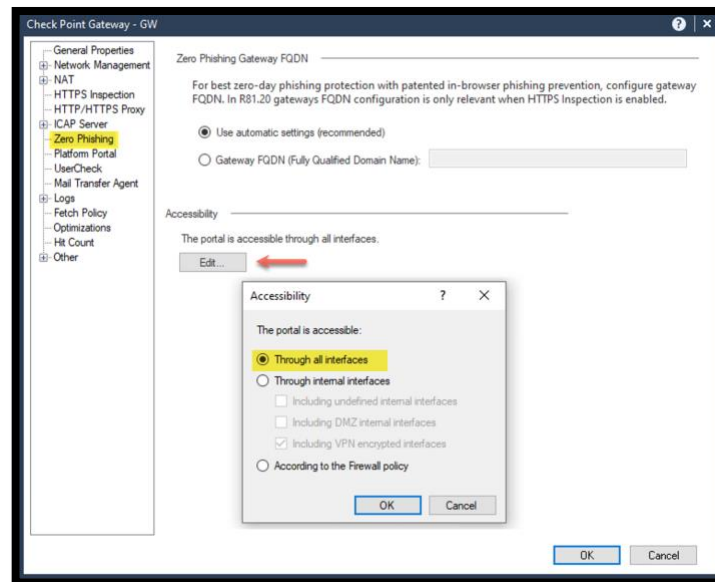 Check Point Gateway - GW
?
×
General Properties
Network Management
NAT
HTTPS Inspection
HTTP/HTTPS Proxy
ICAP Server
Zero Phishing
Platform Portal
UserCheck
Mail Transfer Agent
Logs
Fetch Policy
Optimizations
Hit Count
Other
Zero Phishing Gateway FQDN
For best zero-day phishing protection with patented in-browser phishing prevention, configure gateway
FQDN. In R81.20 gateways FQDN configuration is only relevant when HTTPS Inspection is enabled.
Use automatic settings (recommended)
Gateway FQDN (Fully Qualified Domain Name):
Accessibility
The portal is accessible through all interfaces.
Edit...
Accessibility ? ×
The portal is accessible:
Through all interfaces
Through internal interfaces
Including undefined internal interfaces
Including DMZ internal interfaces
Including VPN encrypted interfaces
According to the Firewall policy
OK Cancel
OK Cancel